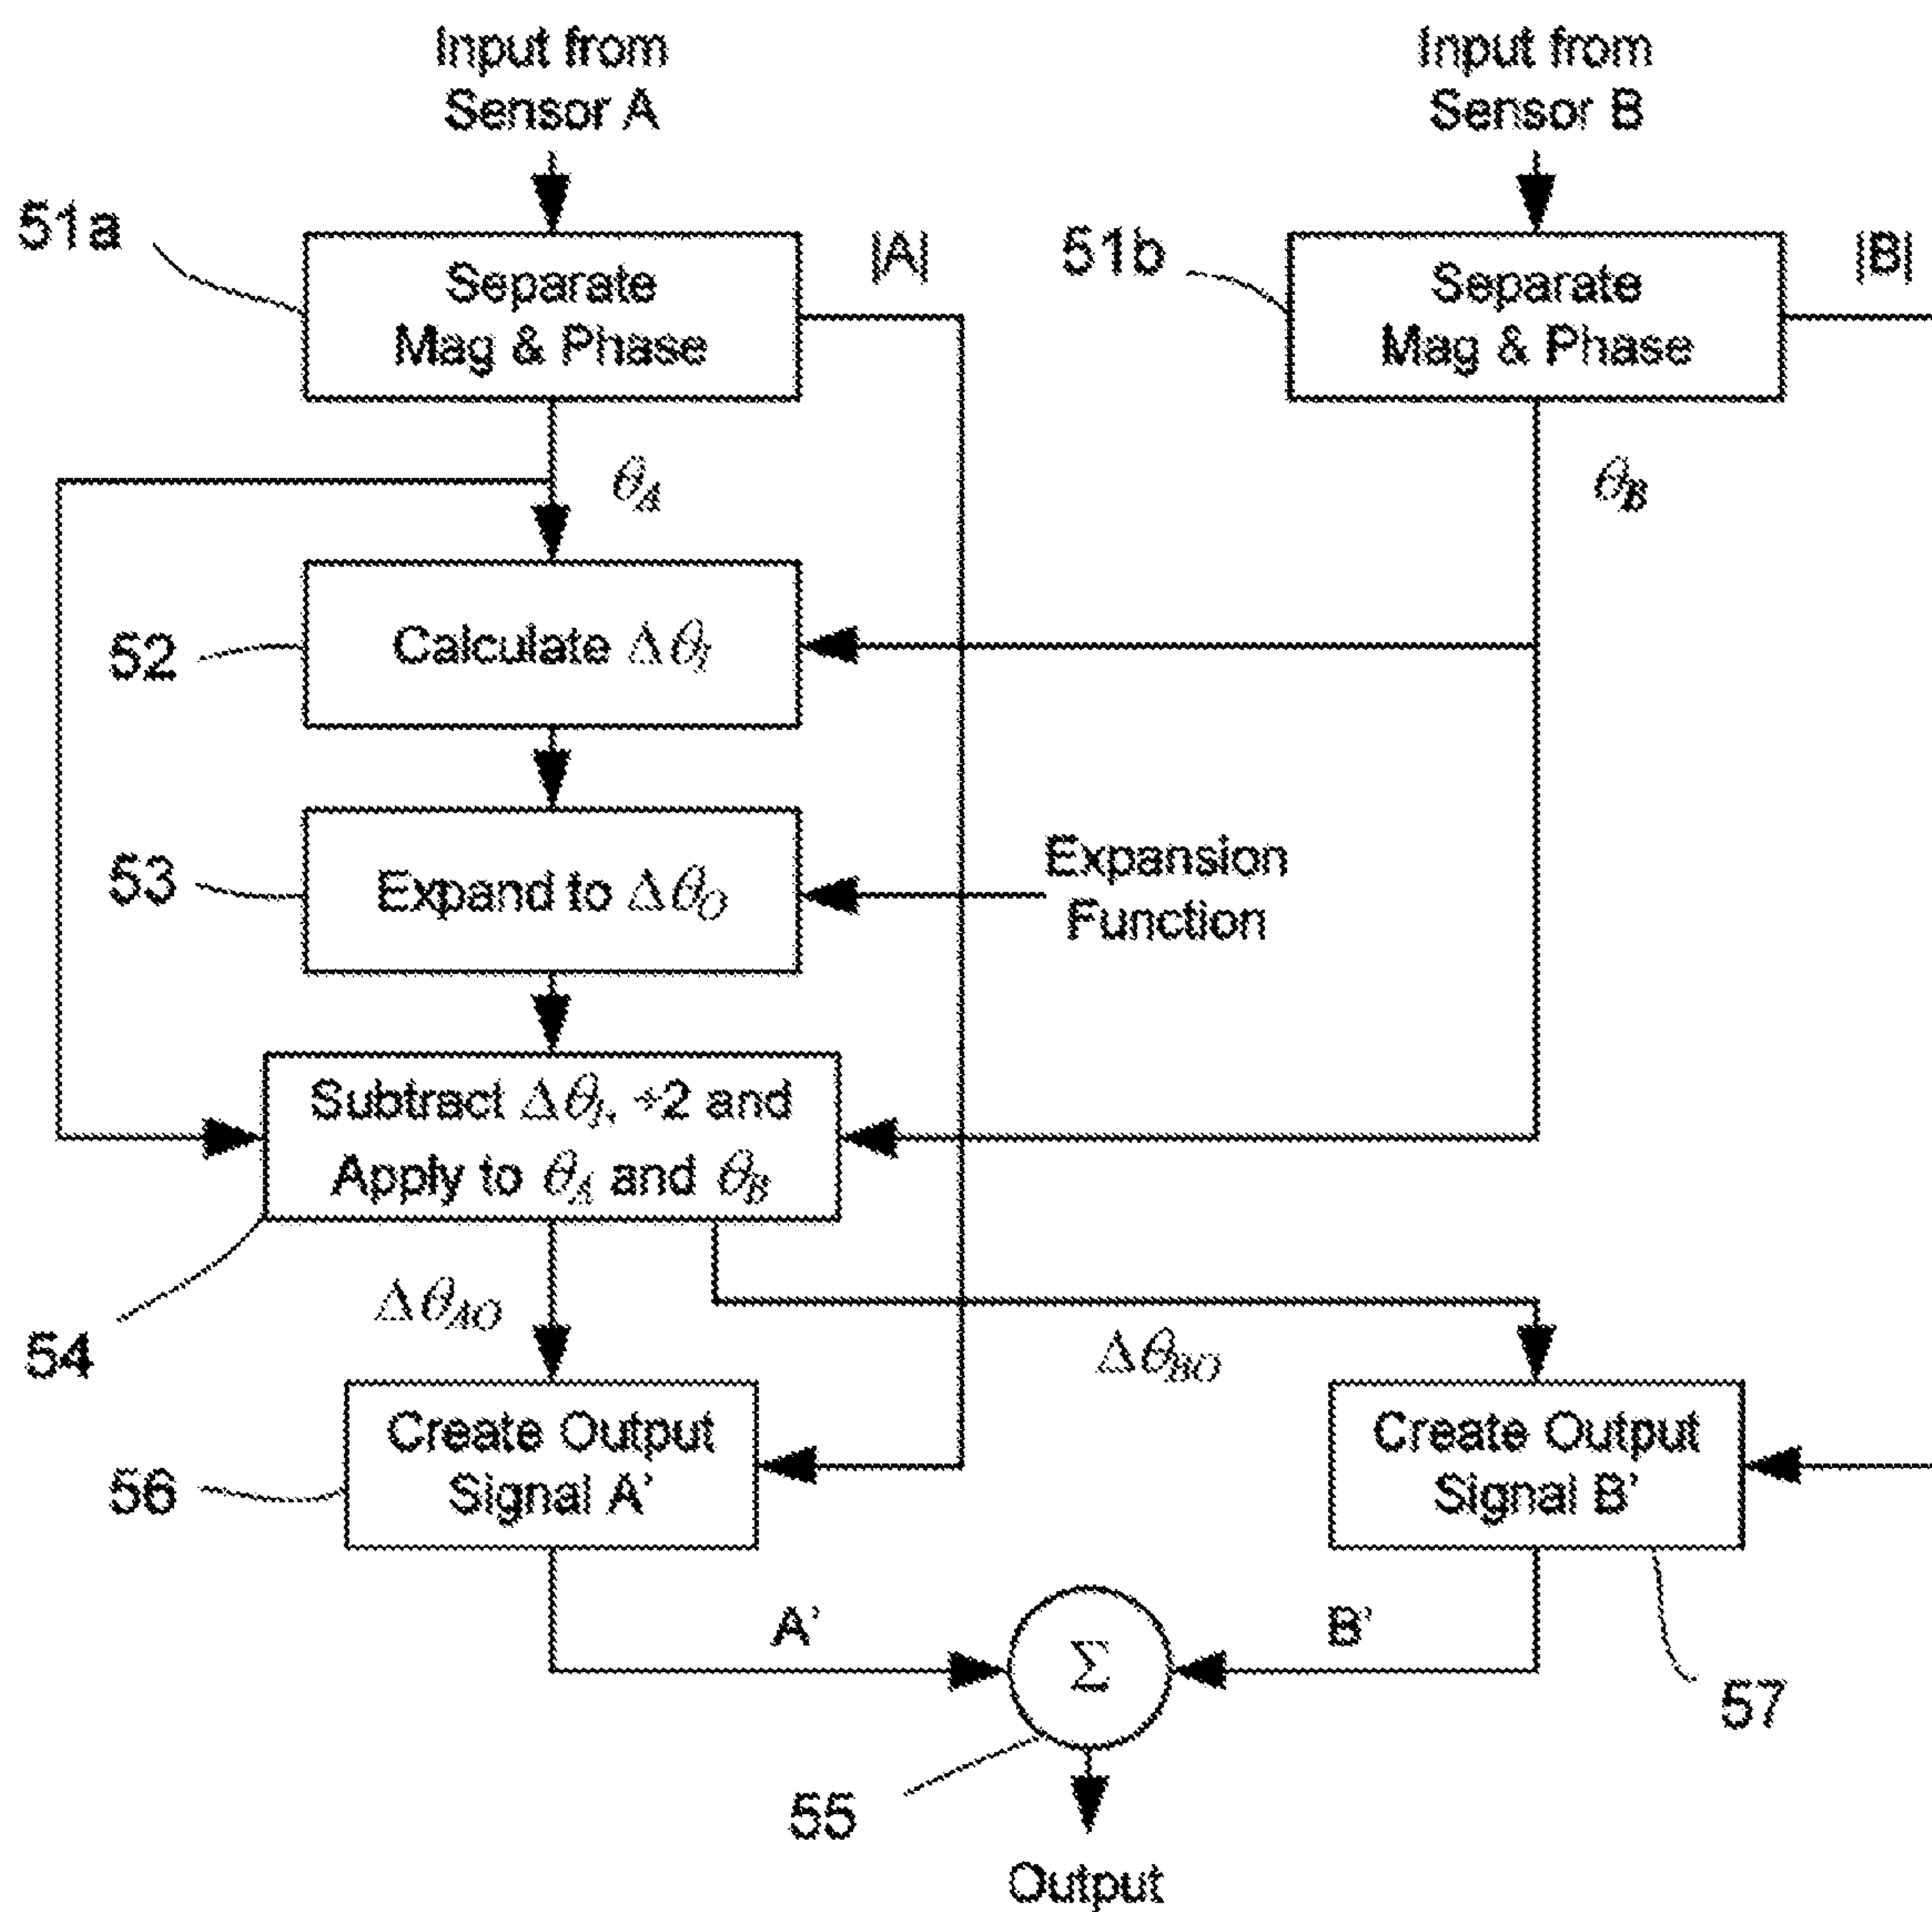 Input from
Sensor A
Input from
Sensor B
51a
Separate
Mag & Phase
|A|
51b
Separate
Mag & Phase
|B|
θA
θB
52
Calculate ΔθI
53
Expand to ΔθO
Expansion
Function
Subtract ΔθI, ÷2 and
Apply to θA and θB
54
ΔθAO
ΔθBO
56
Create Output
Signal A'
Create Output
Signal B'
57
A'
Σ
B'
55
Output